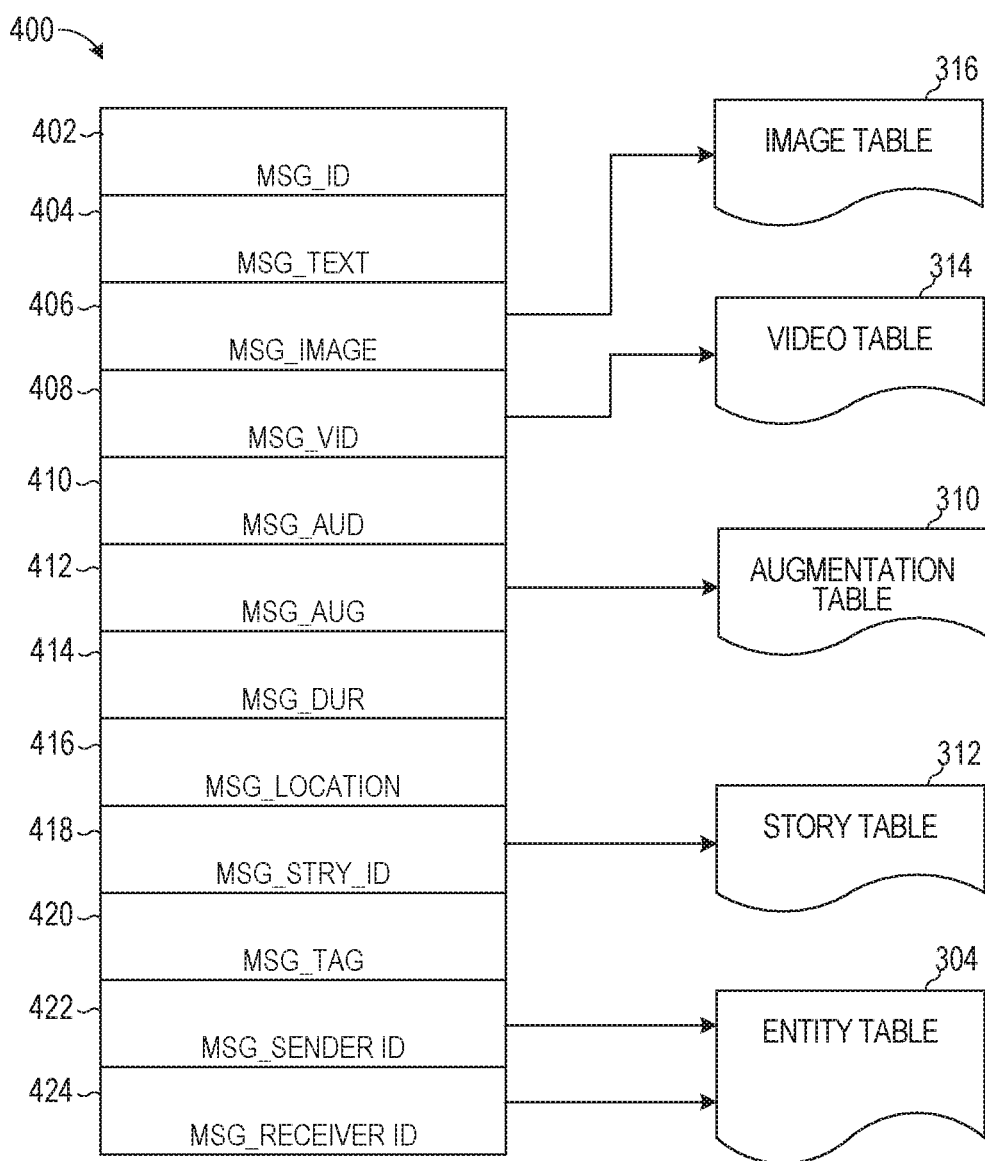 400
402
MSG_ID
404
MSG_TEXT
406
MSG_IMAGE
408
MSG_VID
410
MSG_AUD
412
MSG_AUG
414
MSG_DUR
416
MSG_LOCATION
418
MSG_STRY_ID
420
MSG_TAG
422
MSG_SENDER ID
424
MSG_RECEIVER ID
316
IMAGE TABLE
314
VIDEO TABLE
310
AUGMENTATION
TABLE
312
STORY TABLE
304
ENTITY TABLE